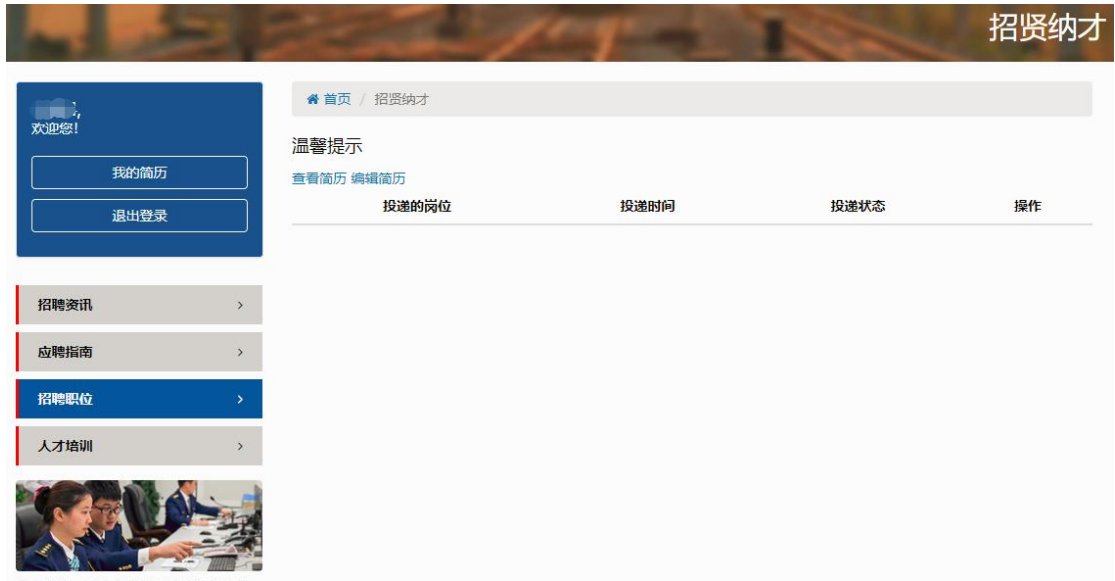 招贤纳才
欢迎您!
我的简历
退出登录
首页 / 招贤纳才
温馨提示
查看简历 编辑简历
投递的岗位 投递时间 投递状态 操作
招聘资讯
应聘指南
招聘职位
人才培训